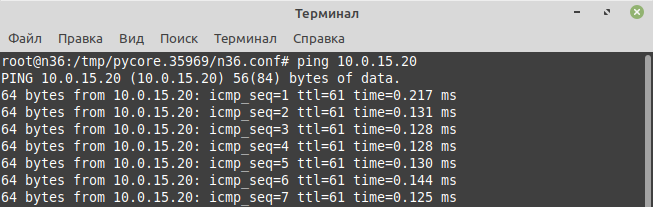 Терминал
Файл Правка Вид Поиск Терминал Справка
root@n36:/tmp/pycore.35969/n36.conf# ping 10.0.15.20
PING 10.0.15.20 (10.0.15.20) 56(84) bytes of data.
64 bytes from 10.0.15.20: icmp_seq=1 ttl=61 time=0.217 ms
64 bytes from 10.0.15.20: icmp_seq=2 ttl=61 time=0.131 ms
64 bytes from 10.0.15.20: icmp_seq=3 ttl=61 time=0.128 ms
64 bytes from 10.0.15.20: icmp_seq=4 ttl=61 time=0.128 ms
64 bytes from 10.0.15.20: icmp_seq=5 ttl=61 time=0.130 ms
64 bytes from 10.0.15.20: icmp_seq=6 ttl=61 time=0.144 ms
64 bytes from 10.0.15.20: icmp_seq=7 ttl=61 time=0.125 ms